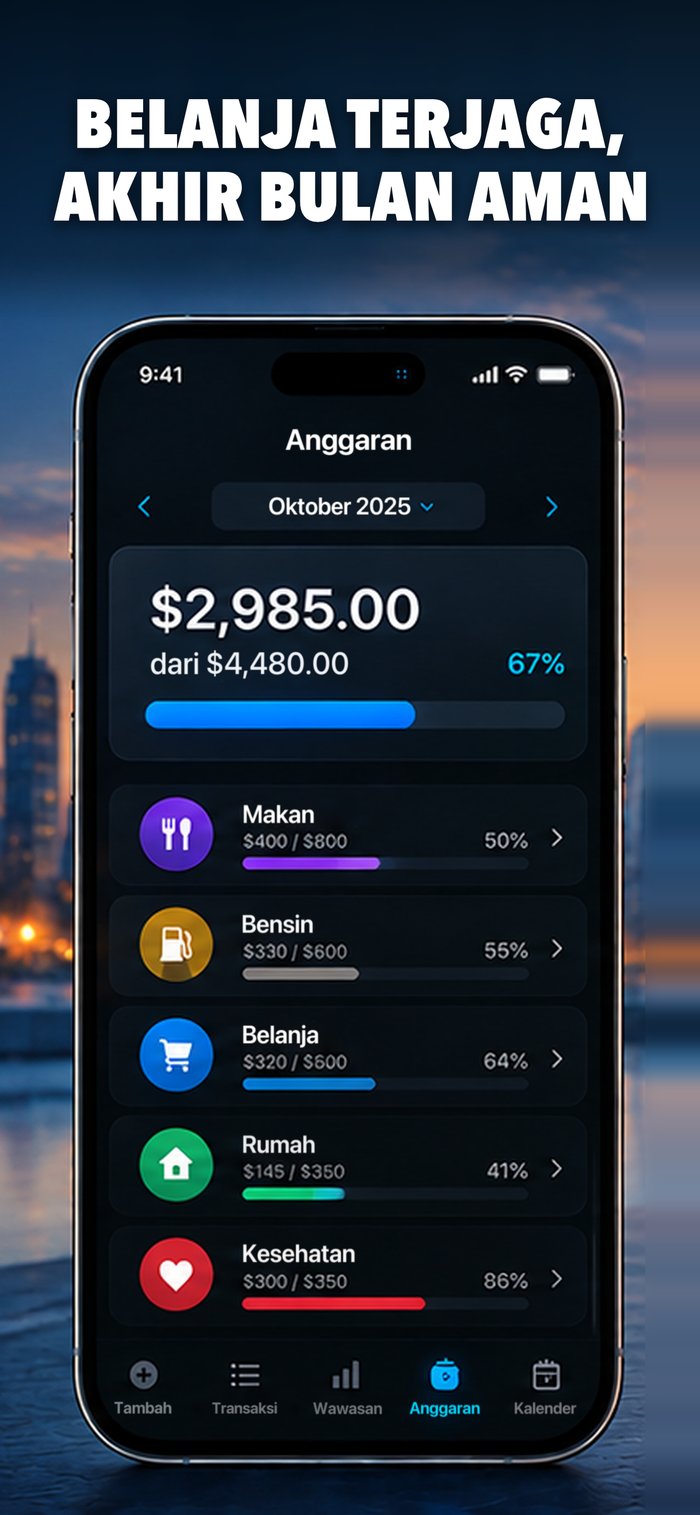 BELANJA TERJAGA,
AKHIR BULAN AMAN
9:41
Anggaran
Oktober 2025
$2,985.00
dari $4,480.00
67%
Makan
$400 / $800
50%
Bensin
$330 / $600
55%
Belanja
$320 / $600
64%
Rumah
$145 / $350
41%
Kesehatan
$300 / $350
86%
Tambah
Transaksi
Wawasan
Anggaran
Kalender